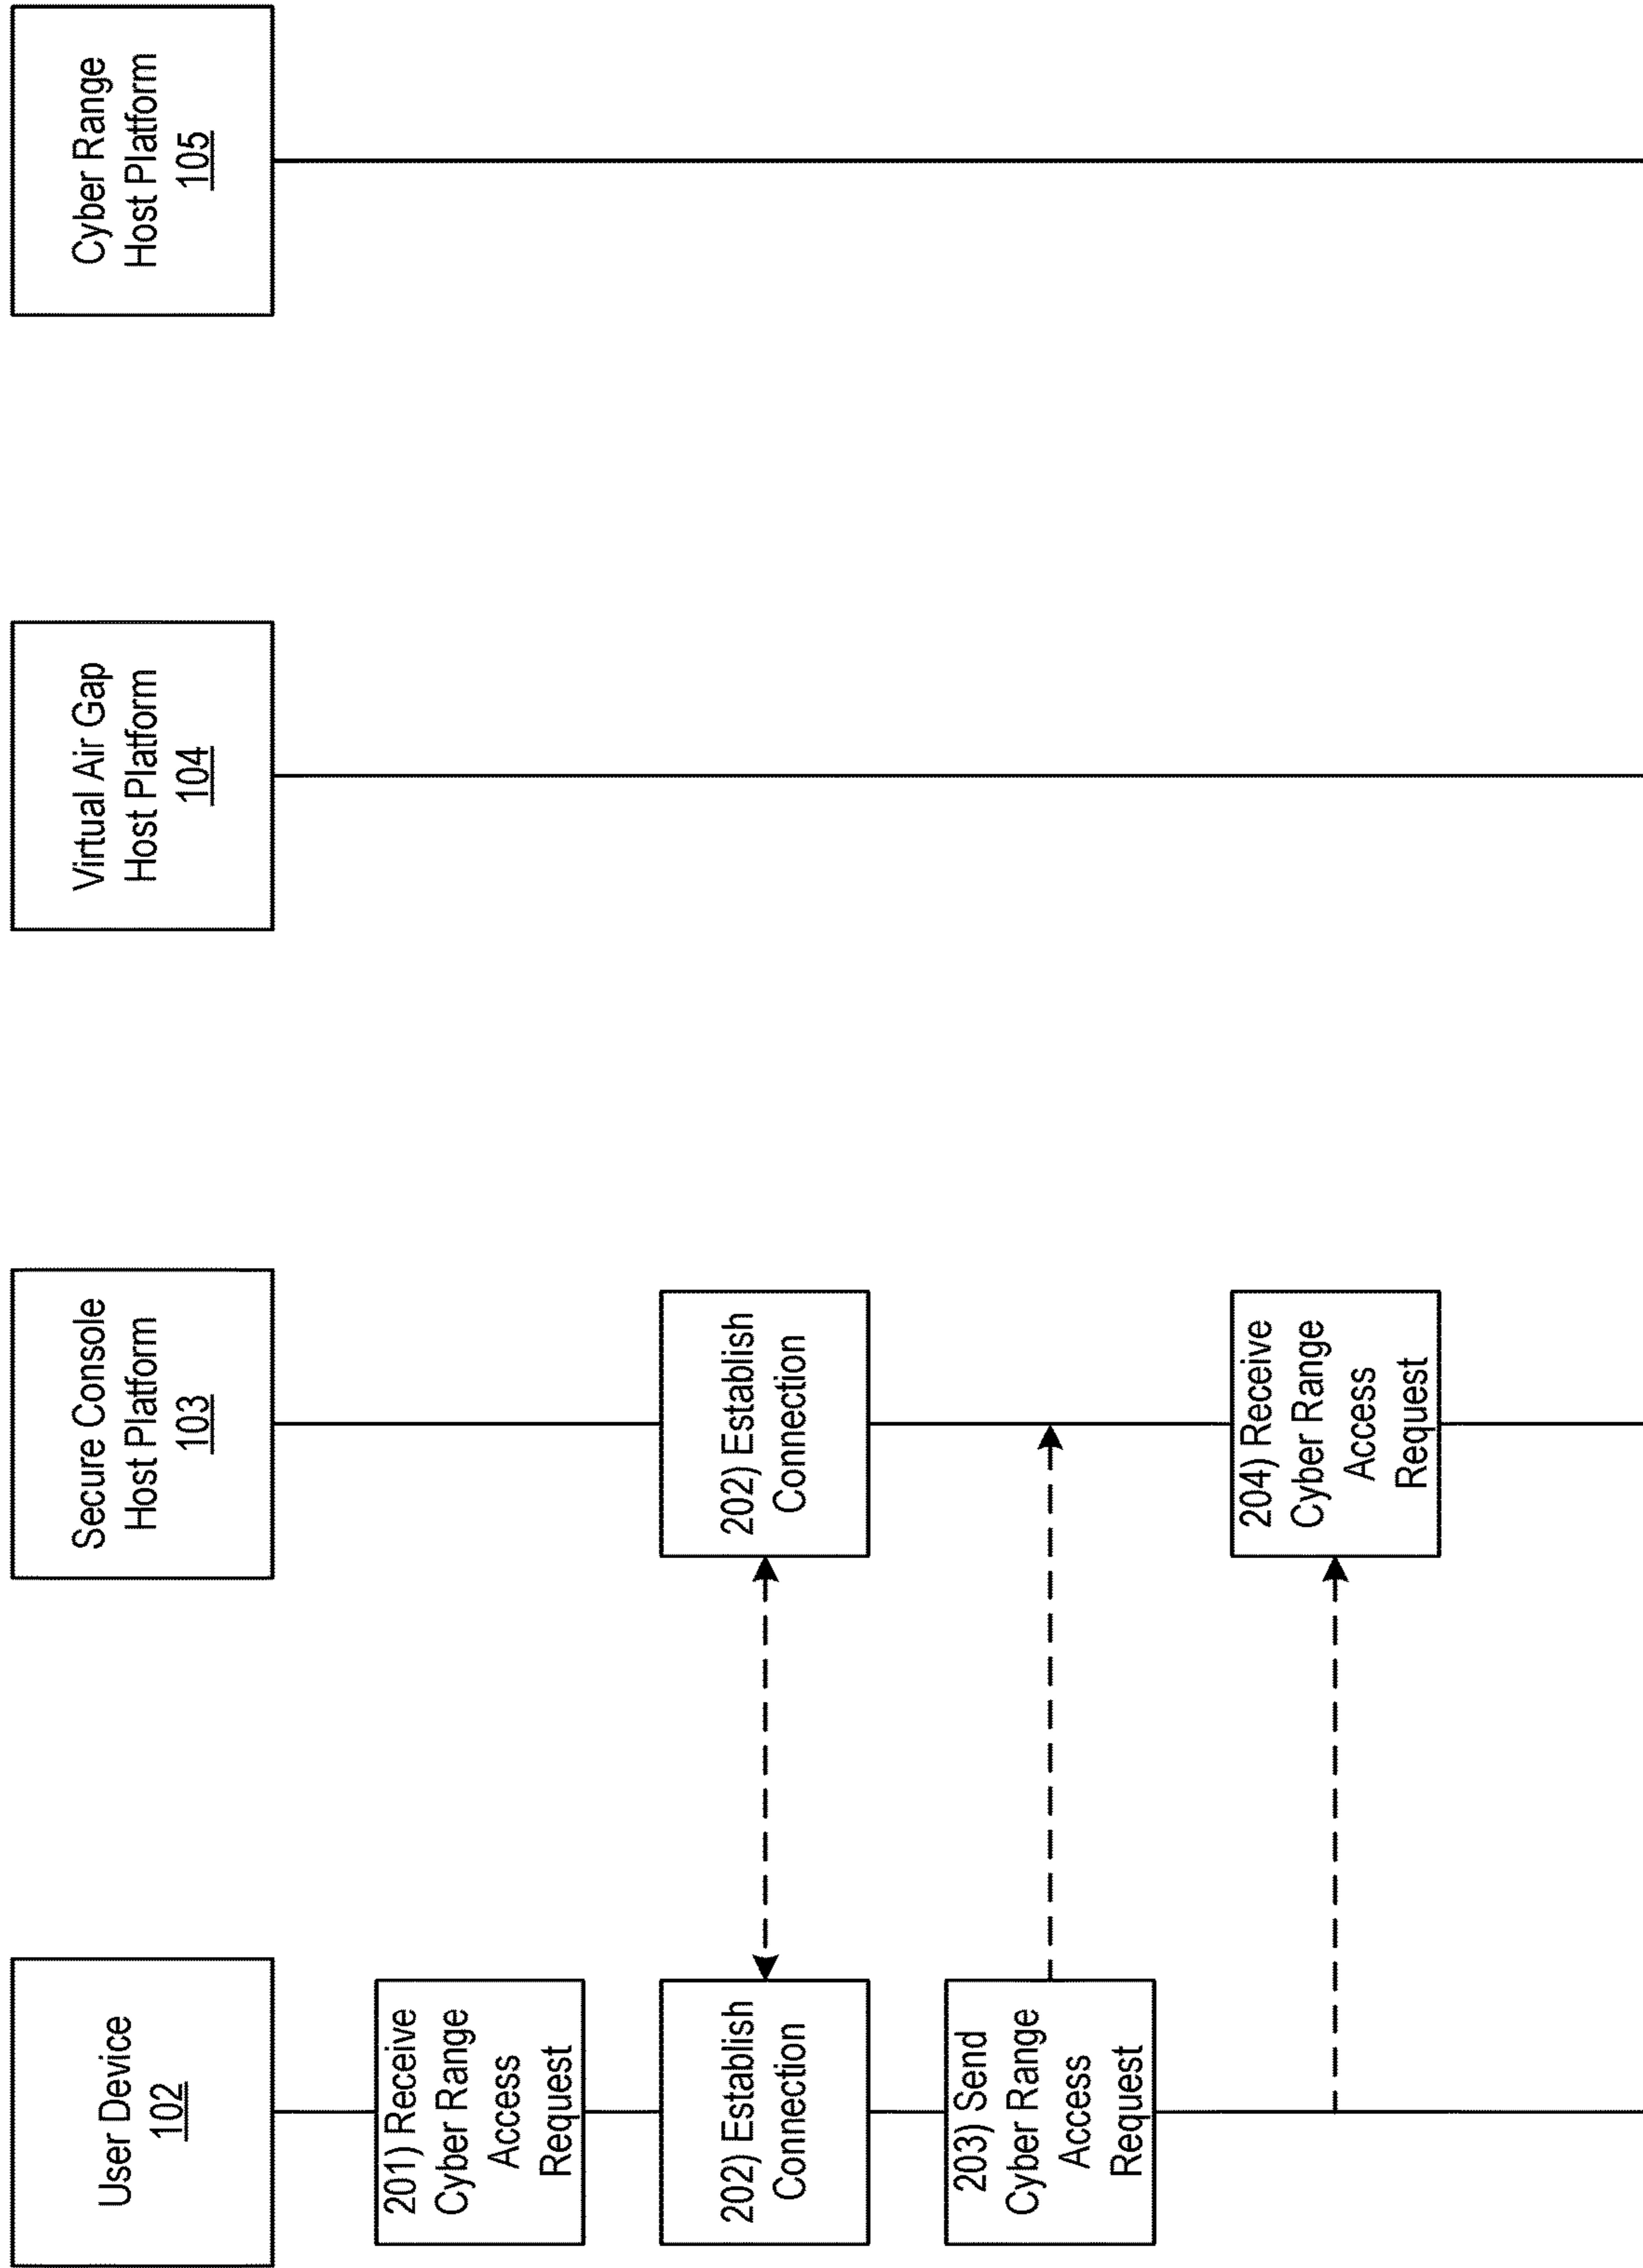 User Device
102
Secure Console
Host Platform
103
Virtual Air Gap
Host Platform
104
Cyber Range
Host Platform
105
201) Receive
Cyber Range
Access
Request
202) Establish
Connection
202) Establish
Connection
203) Send
Cyber Range
Access
Request
204) Receive
Cyber Range
Access
Request